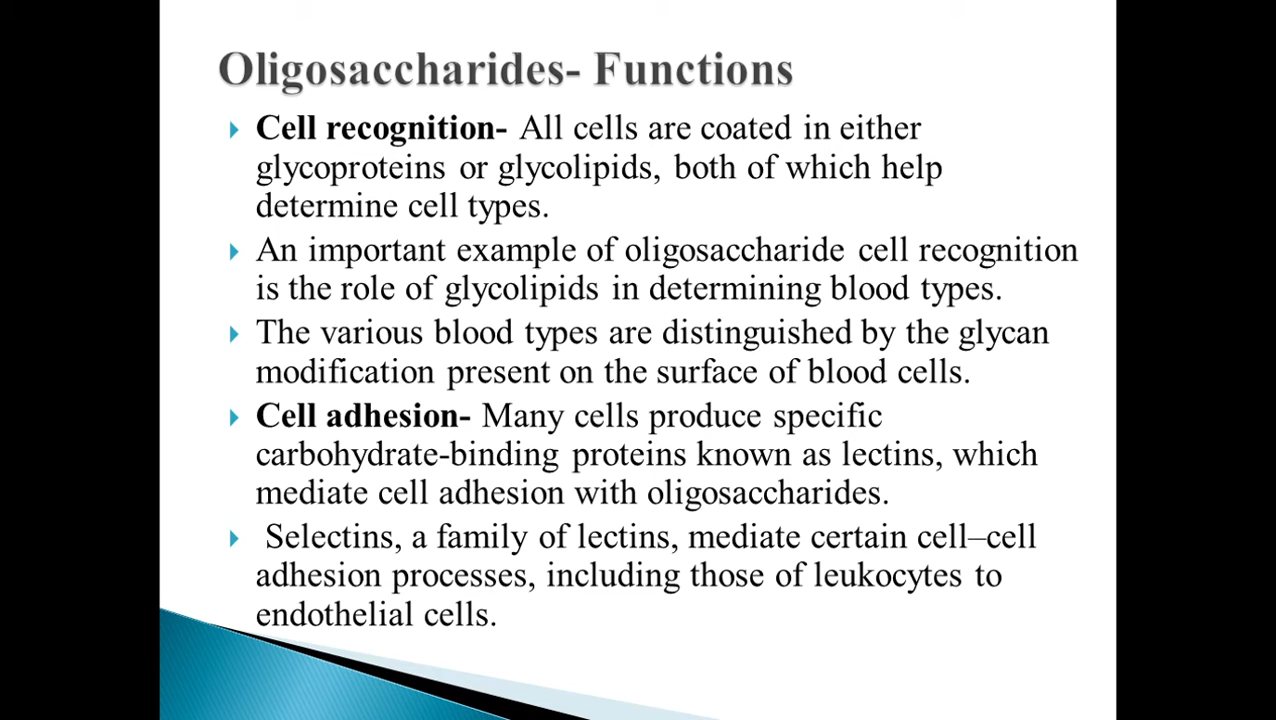 Oligosaccharides- Functions
Cell recognition- All cells are coated in either
glycoproteins or glycolipids, both of which help
determine cell types.
An important example of oligosaccharide cell recognition
is the role of glycolipids in determining blood types.
The various blood types are distinguished by the glycan
modification present on the surface of blood cells.
Cell adhesion- Many cells produce specific
carbohydrate-binding proteins known as lectins, which
mediate cell adhesion with oligosaccharides.
Selectins, a family of lectins, mediate certain cell–cell
adhesion processes, including those of leukocytes to
endothelial cells.